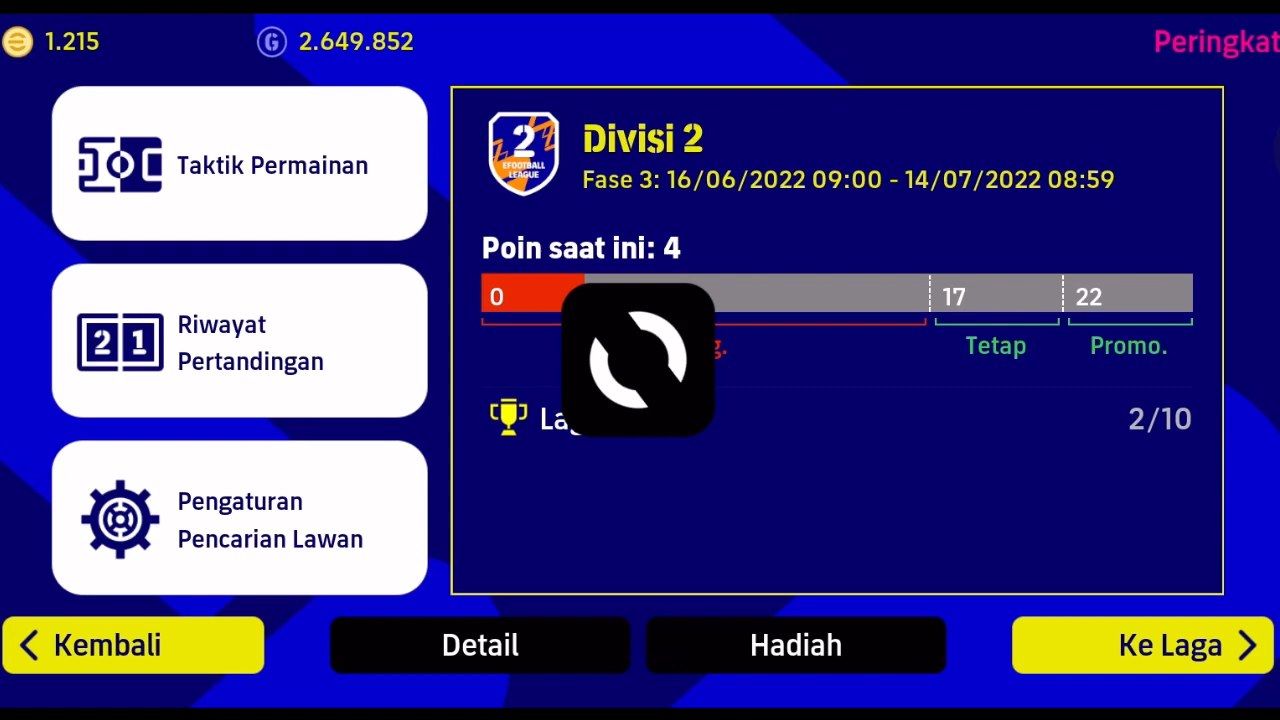 1.215
2.649.852
Peringkat
Taktik Permainan
2
EFOOTBALL
LEAGUE
Divisi 2
Fase 3: 16/06/2022 09:00 - 14/07/2022 08:59
Poin saat ini: 4
0
17
22
Tetap
Promo.
2 1
Riwayat
Pertandingan
2/10
Pengaturan
Pencarian Lawan
Kembali
Detail
Hadiah
Ke Laga